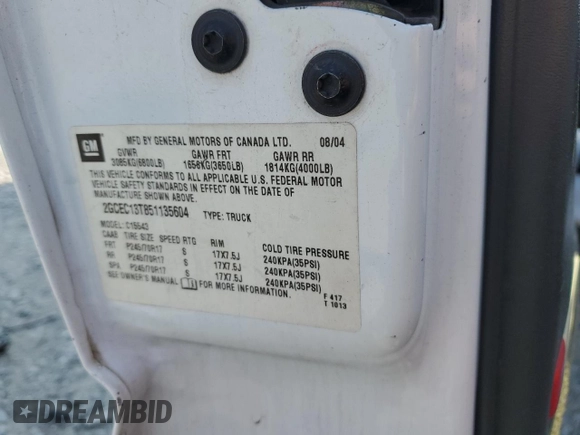 GM
MFD BY GENERAL MOTORS OF CANADA LTD. 08/04
GVWR GAWR FRT GAWR RR
3085KG(6800LB) 1656KG(3650LB) 1814KG(4000LB)
THIS VEHICLE CONFORMS TO ALL APPLICABLE U.S. FEDERAL MOTOR
VEHICLE SAFETY STANDARDS IN EFFECT ON THE DATE OF
MANUFACTURE SHOWN ABOVE.
2GCEC13TB51135604 TYPE: TRUCK
MODEL: C15543
TIRE SIZE SPEED RTG RIM COLD TIRE PRESSURE
FRT P245/70R17 S 17X7.5J 240KPA(35PSI)
RR P245/70R17 S 17X7.5J 240KPA(35PSI)
SPA P245/70R17 S 17X7.5J 240KPA(35PSI)
SEE OWNER'S MANUAL FOR MORE INFORMATION.
F 417
T 1013
DREAMBID